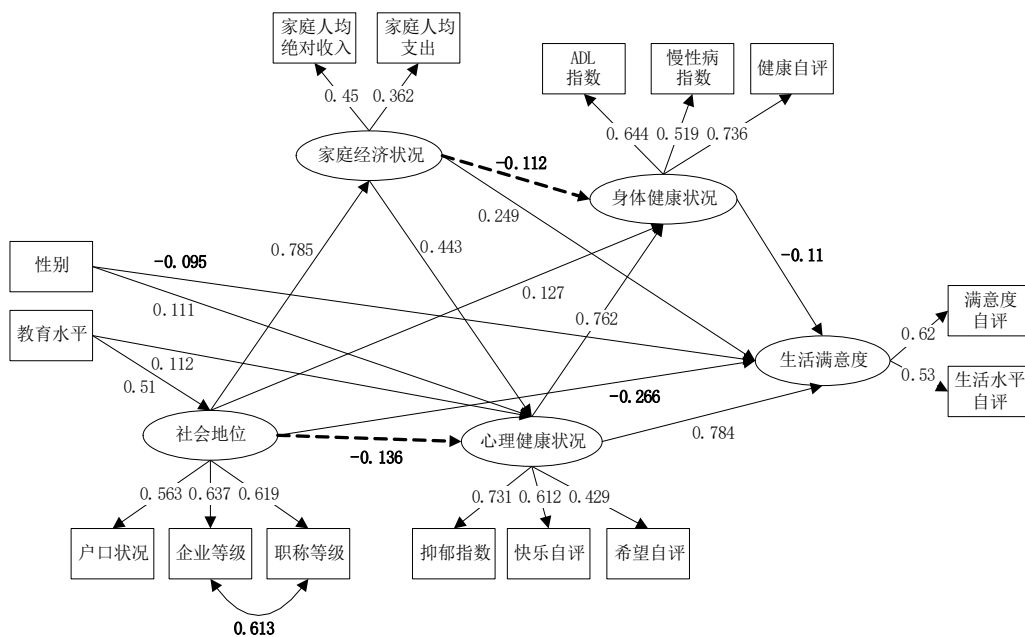 家庭人均
绝对收入
家庭人均
支出
ADL
指数
慢性病
指数
健康自评
0.45
0.362
0.644
0.519
0.736
家庭经济状况
-0.112
身体健康状况
0.249
性别
-0.095
0.785
0.443
-0.11
0.127
0.111
0.762
满意度
自评
教育水平
0.62
0.112
生活满意度
0.51
0.53
生活水平
自评
-0.266
社会地位
心理健康状况
-0.136
0.784
0.563
0.637
0.619
0.731
0.612
0.429
户口状况
企业等级
职称等级
抑郁指数
快乐自评
希望自评
0.613